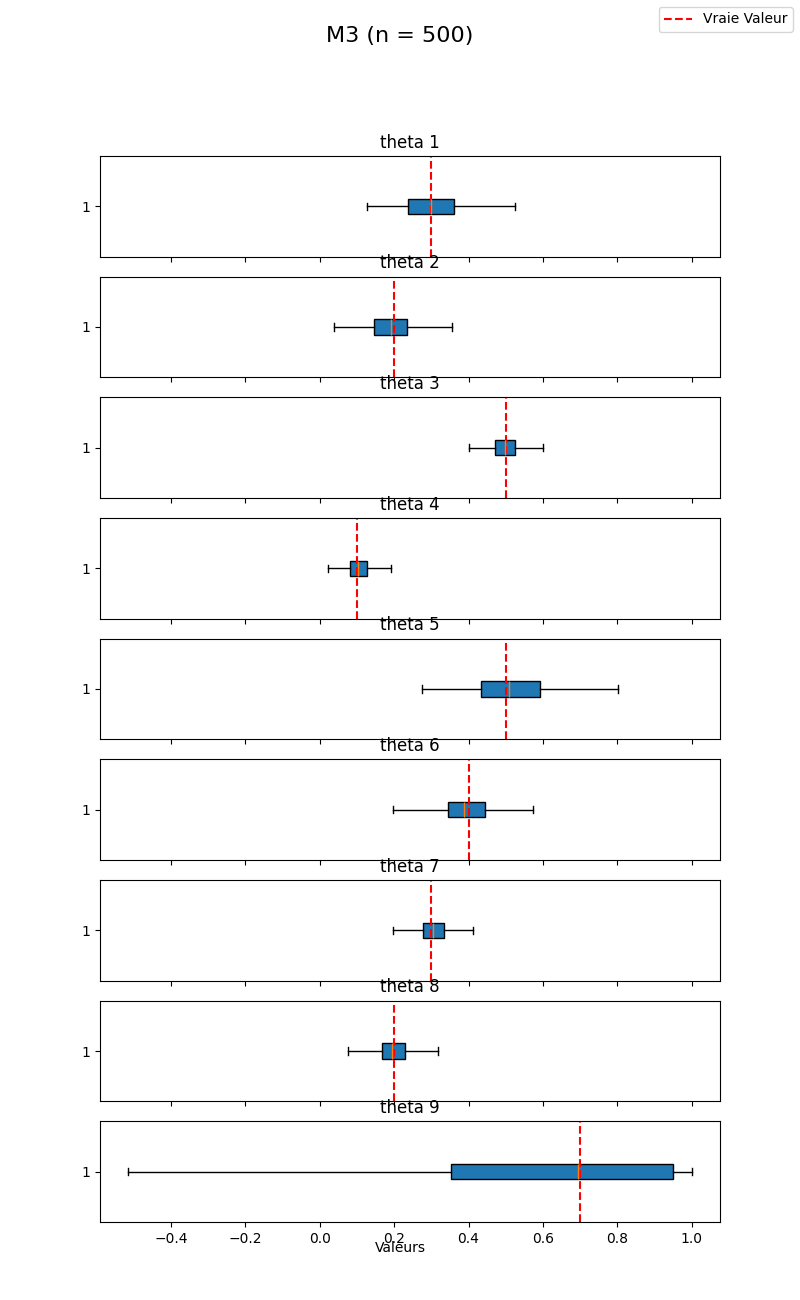 Vraie Valeur
M3 (n = 500)
theta 1
1
theta 2
1
theta 3
1
theta 4
1
theta 5
1
theta 6
1
theta 7
1
theta 8
1
theta 9
1
−0.4 −0.2 0.0 0.2 0.4 0.6 0.8 1.0
Valeurs